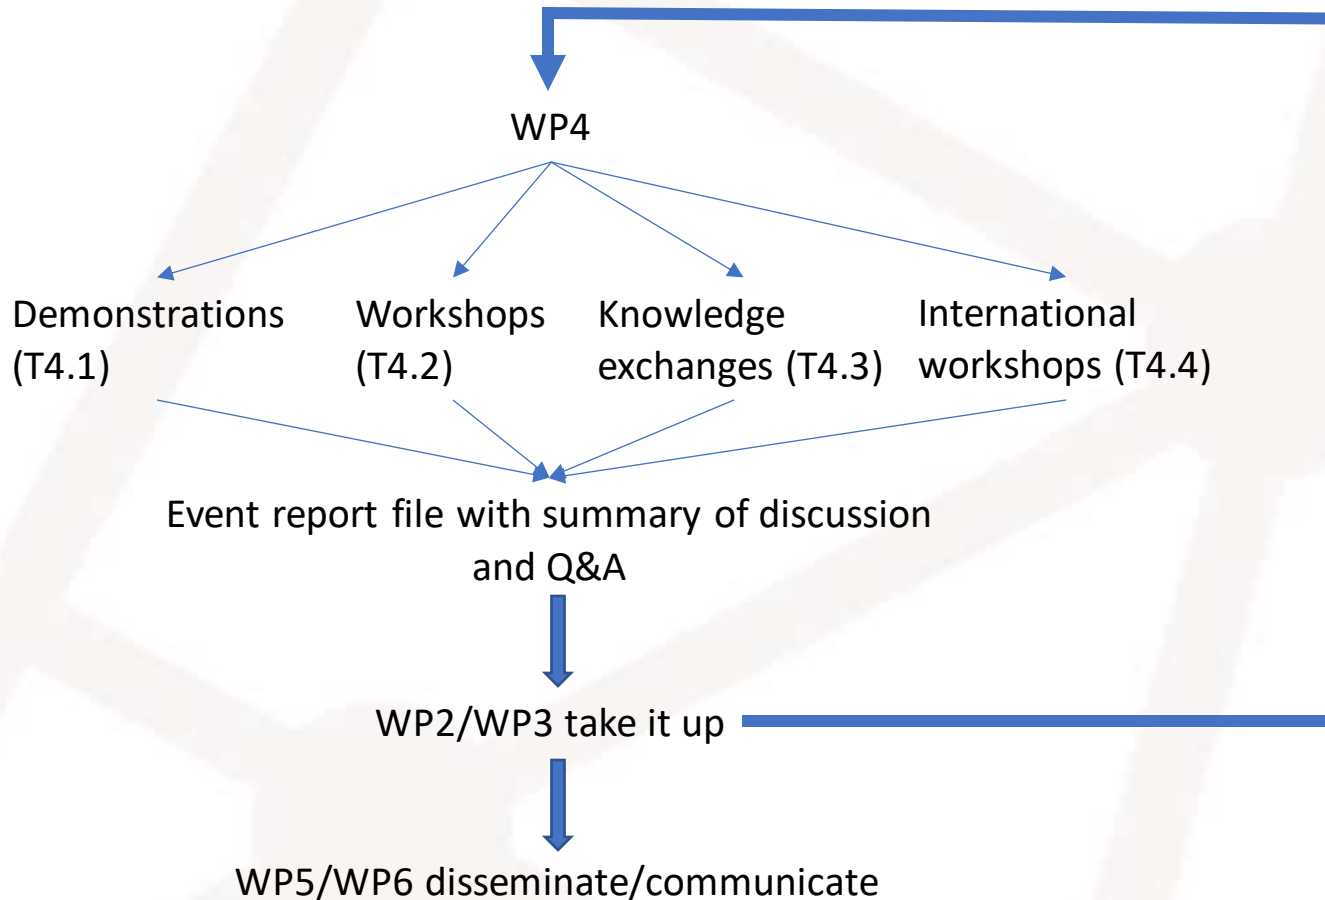 WP4
Demonstrations
(T4.1)
Workshops
(T4.2)
Knowledge
exchanges (T4.3)
International
workshops (T4.4)
Event report file with summary of discussion
and Q&A
WP2/WP3 take it up
WP5/WP6 disseminate/communicate